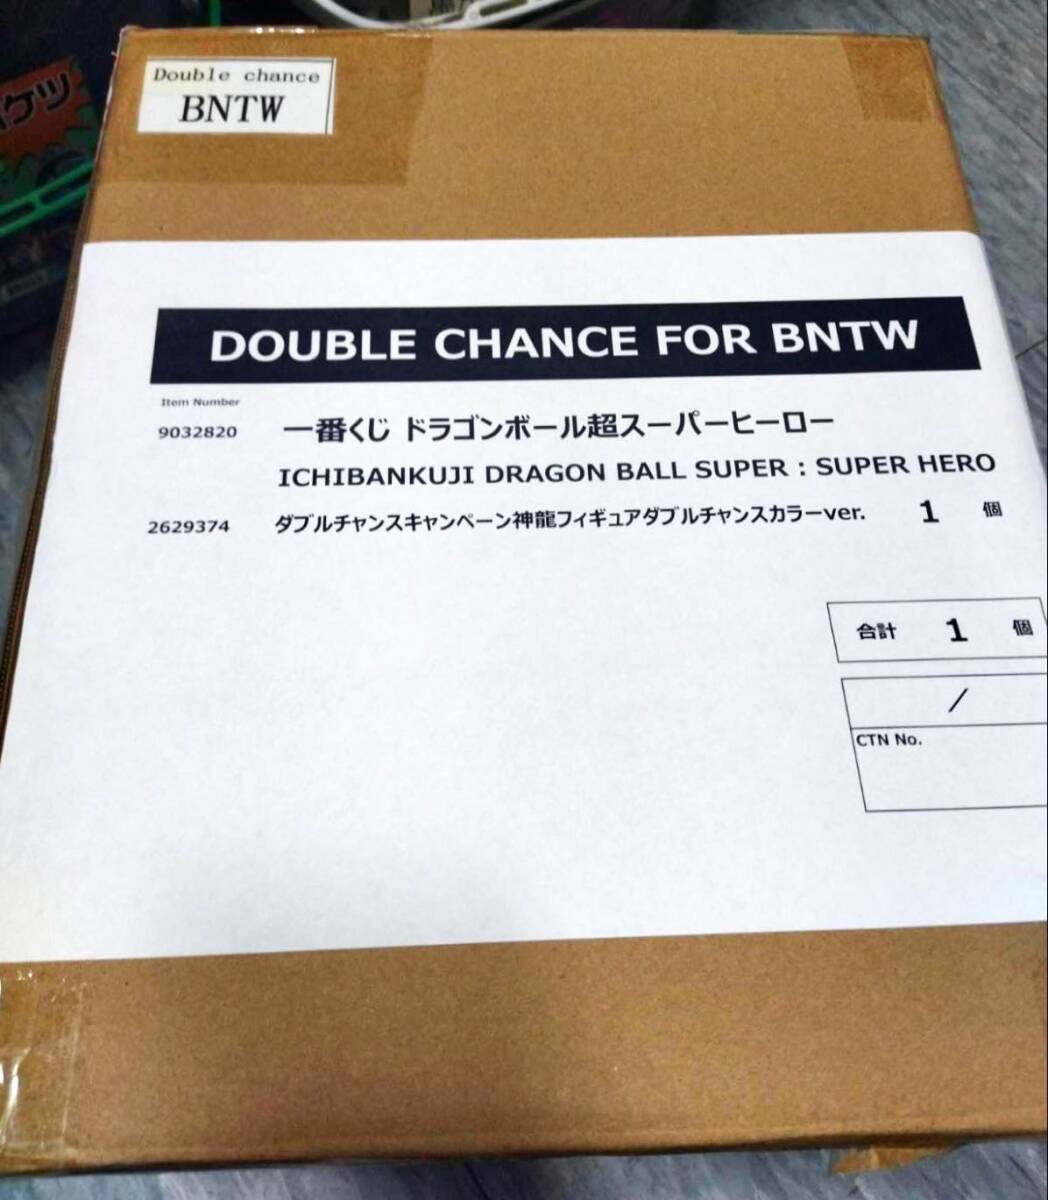 Double chance
BNTW
DOUBLE CHANCE FOR BNTW
Item Number
9032820 一番くじ ドラゴンボール超スーパーヒーロー
ICHIBANKUJI DRAGON BALL SUPER : SUPER HERO
2629374 ダブルチャンスキャンペーン神龍フィギュアダブルチャンスカラーver. 1 個
合計 1 個
/
CTN No.
ケツ